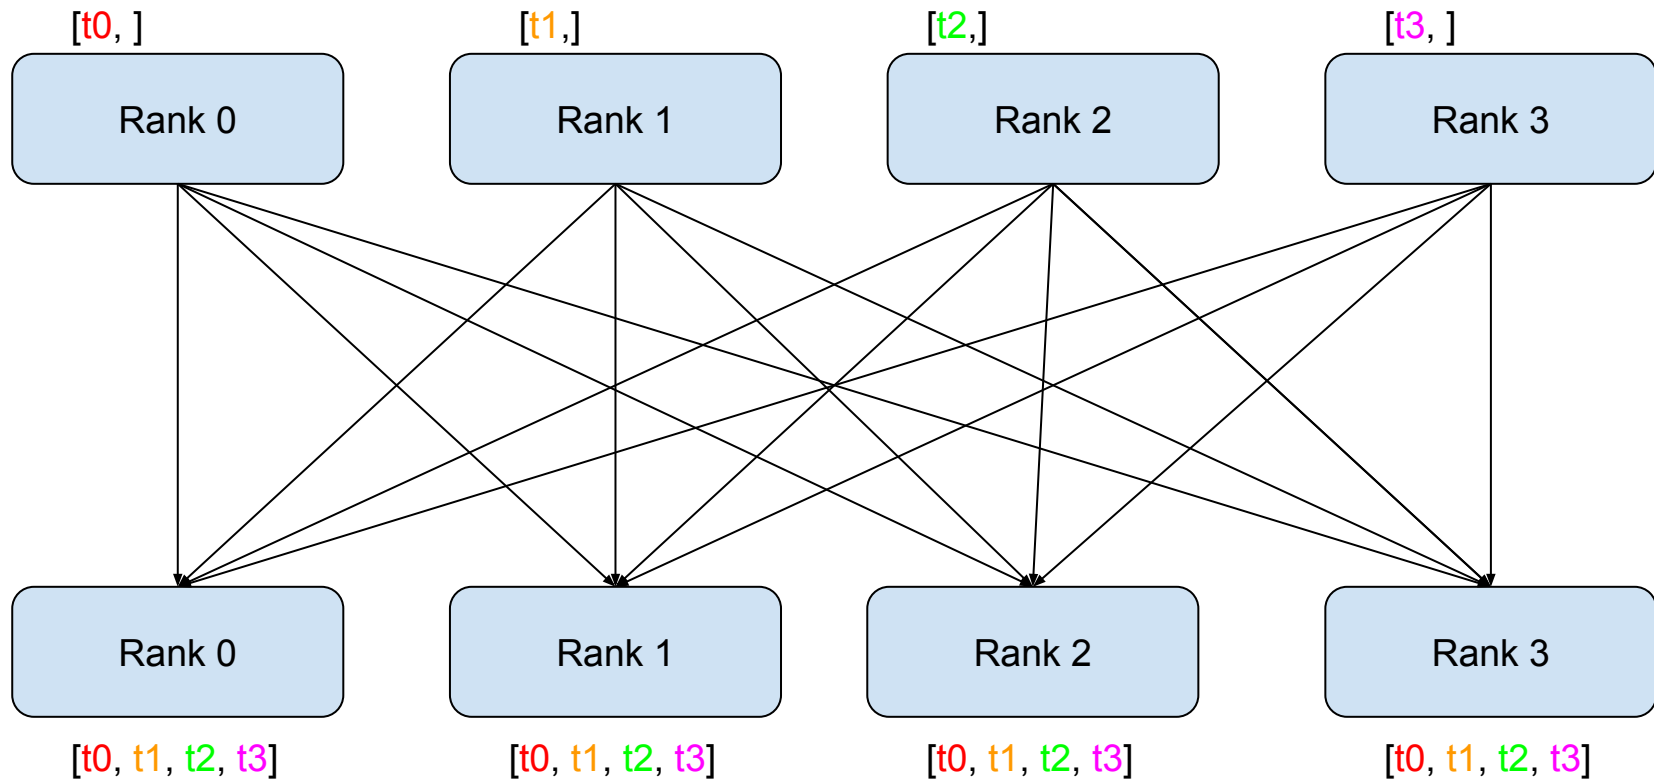 [t0, ] [t1,] [t2,] [t3, ]
Rank 0 Rank 1 Rank 2 Rank 3
Rank 0 Rank 1 Rank 2 Rank 3
[t0, t1, t2, t3] [t0, t1, t2, t3] [t0, t1, t2, t3] [t0, t1, t2, t3]